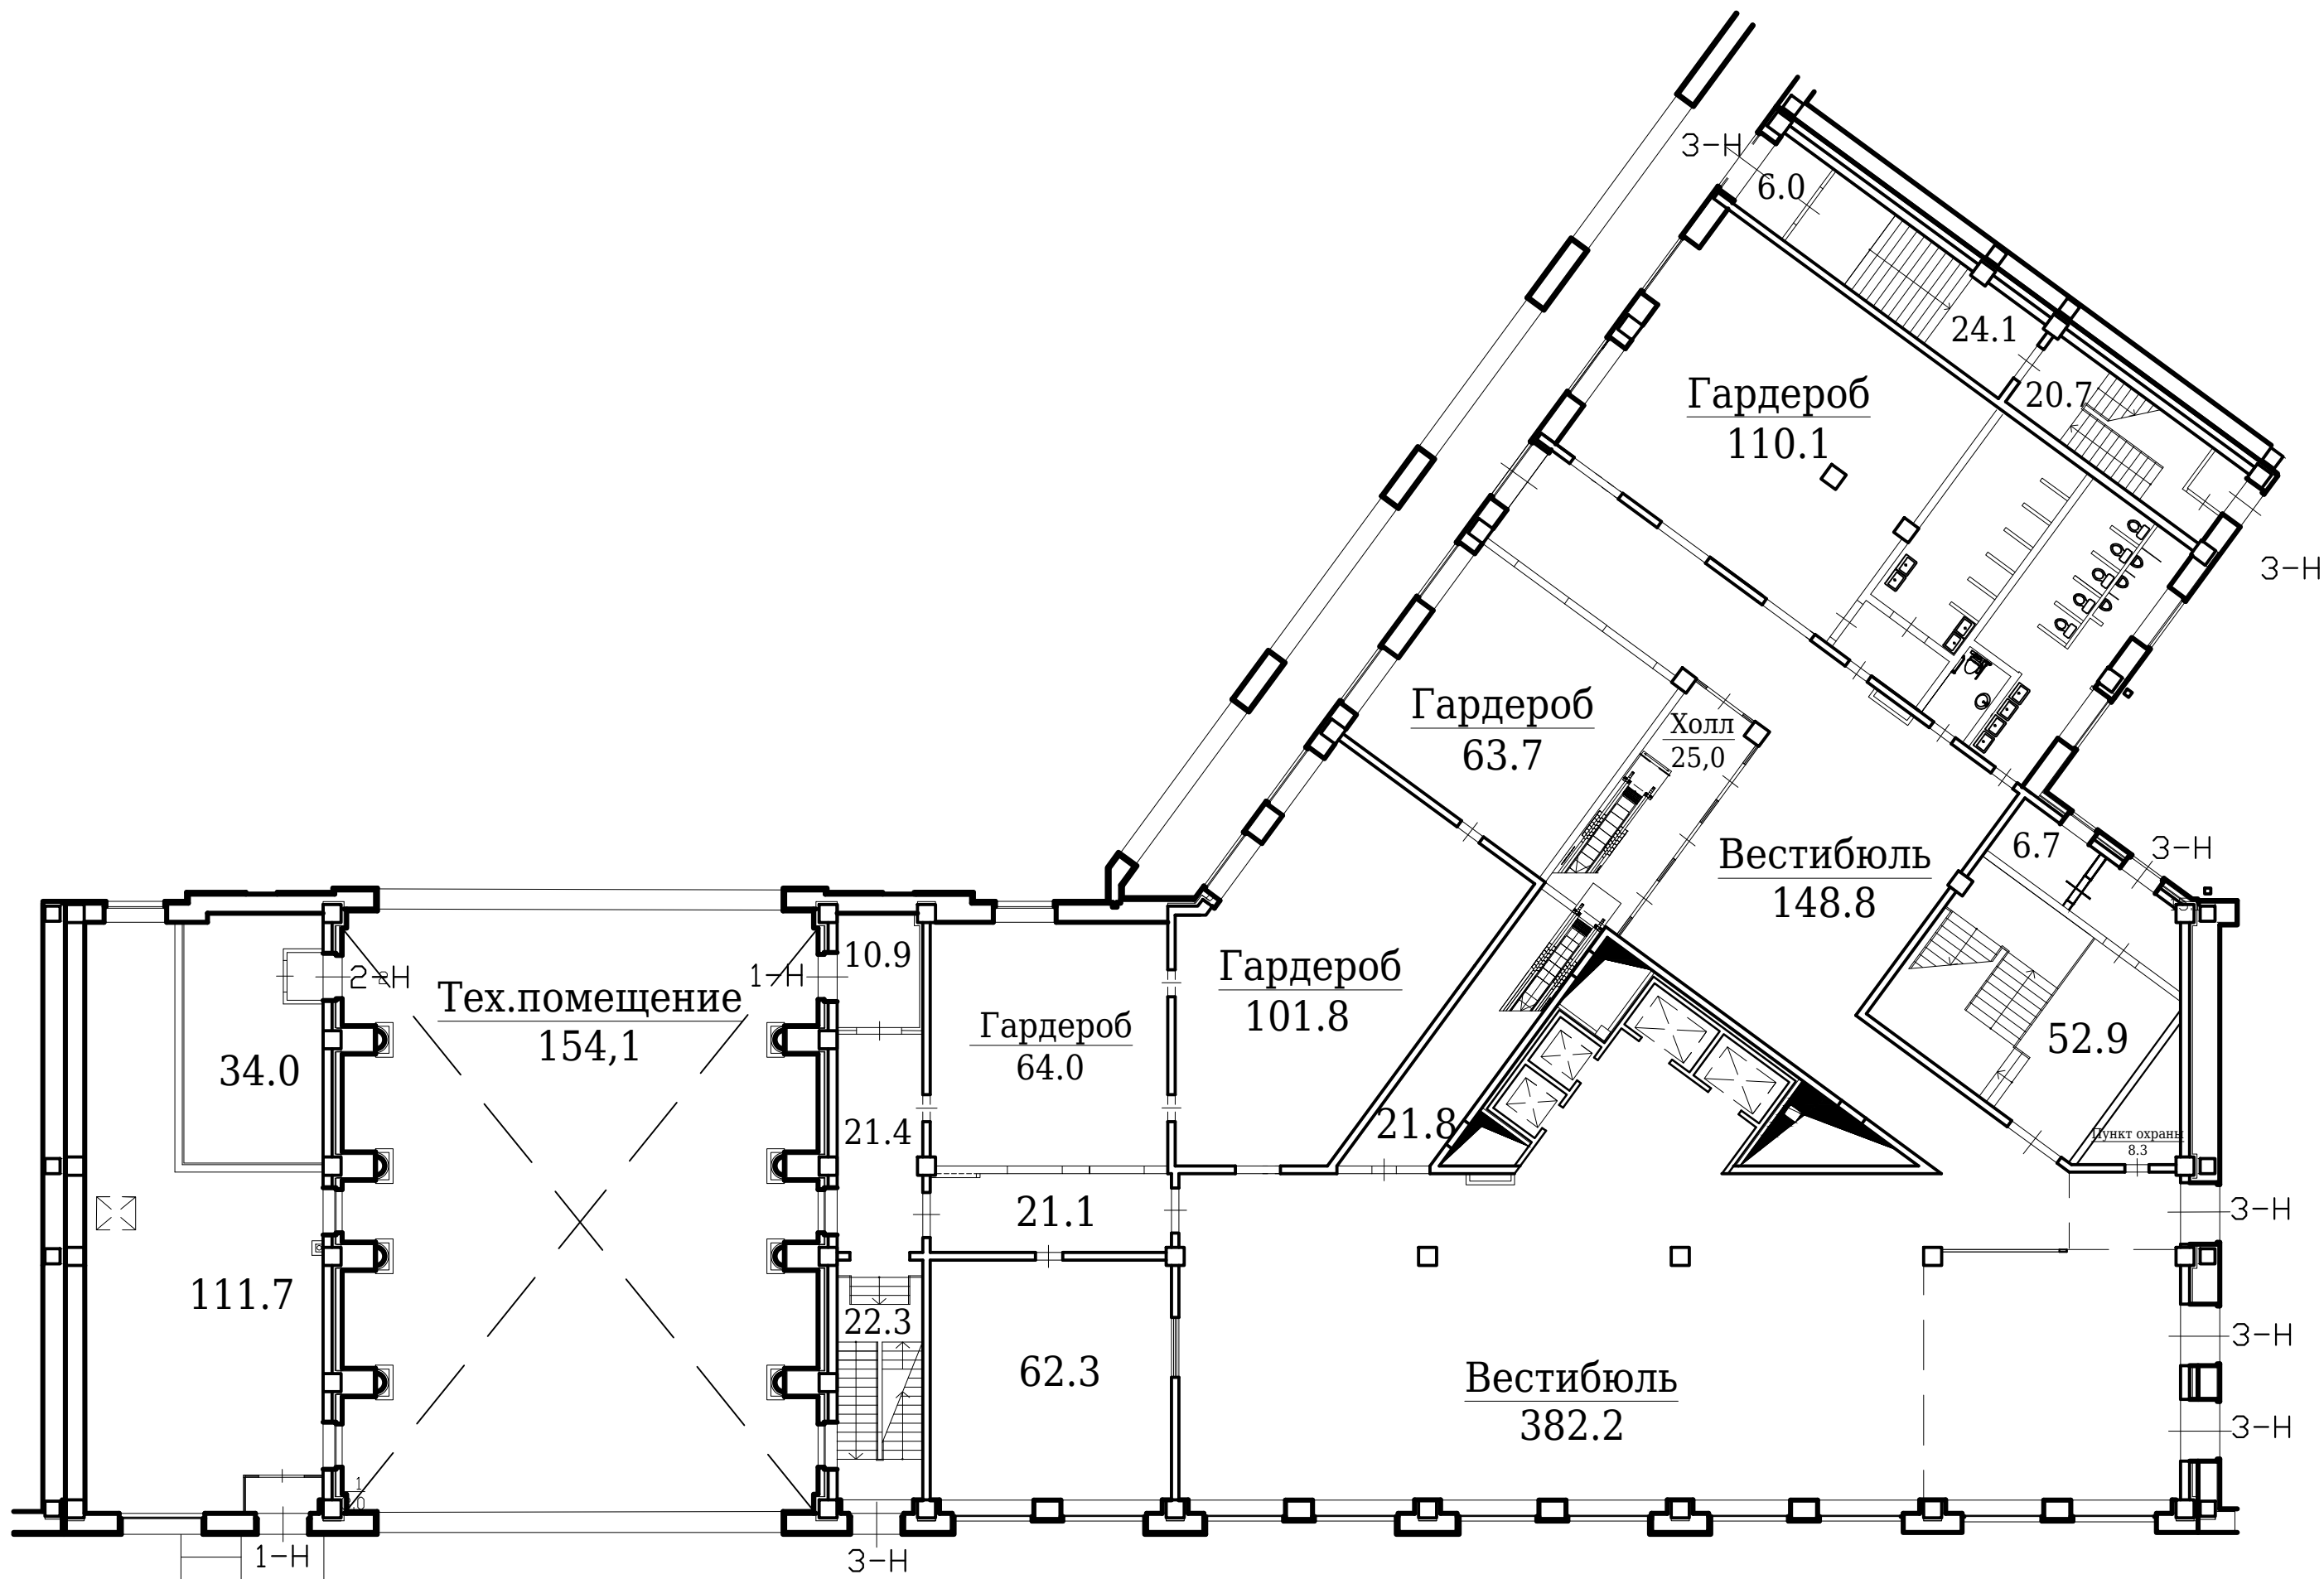 3-Н
6.0
24.1
20.7
Гардероб
110.1
3-Н
Гардероб
63.7
Холл
25,0
Вестибюль
148.8
6.7
3-Н
2-Н
1-Н
10.9
Тех.помещение
154,1
34.0
Гардероб
64.0
Гардероб
101.8
52.9
21.4
21.8
Пункт охраны
8.3
21.1
3-Н
111.7
22.3
3-Н
62.3
Вестибюль
382.2
3-Н
1-Н
3-Н